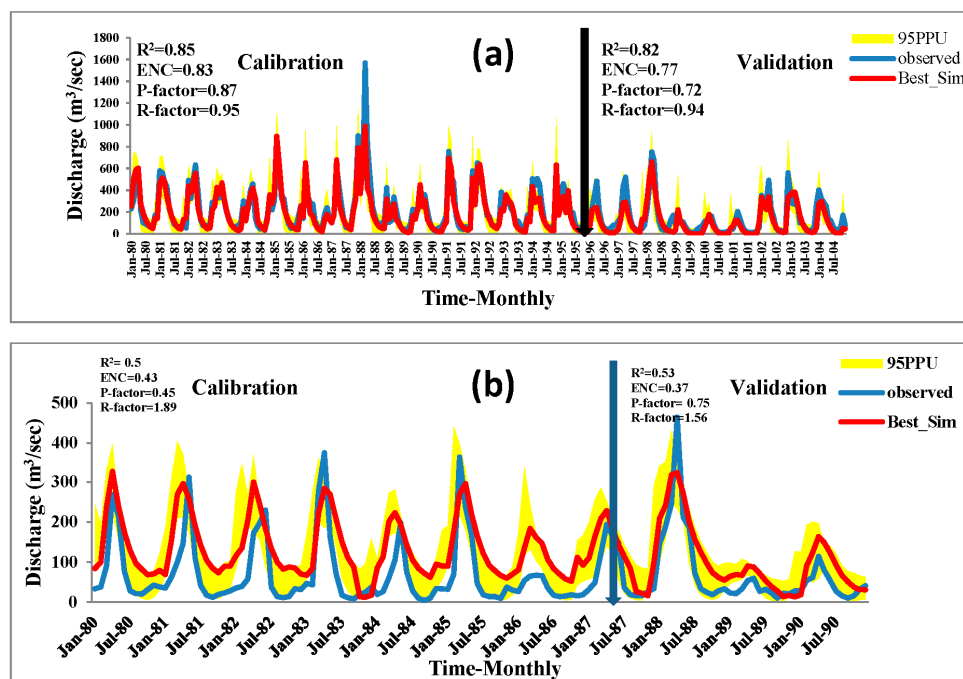 (a)
Calibration
Validation
R²=0.85
ENC=0.83
P-factor=0.87
R-factor=0.95
R²=0.82
ENC=0.77
P-factor=0.72
R-factor=0.94
95PPU
observed
Best_Sim
Discharge (m³/sec)
1800
1600
1400
1200
1000
800
600
400
200
0
Jan-80
Jul-80
Jan-81
Jul-81
Jan-82
Jul-82
Jan-83
Jul-83
Jan-84
Jul-84
Jan-85
Jul-85
Jan-86
Jul-86
Jan-87
Jul-87
Jan-88
Jul-88
Jan-89
Jul-89
Jan-90
Jul-90
Jan-91
Jul-91
Jan-92
Jul-92
Jan-93
Jul-93
Jan-94
Jul-94
Jan-95
Jul-95
Jan-96
Jul-96
Jan-97
Jul-97
Jan-98
Jul-98
Jan-99
Jul-99
Jan-00
Jul-00
Jan-01
Jul-01
Jan-02
Jul-02
Jan-03
Jul-03
Jan-04
Jul-04
Time-Monthly
(b)
Calibration
Validation
R²= 0.5
ENC=0.43
P-factor=0.45
R-factor=1.89
R²=0.53
ENC=0.37
P-factor= 0.75
R-factor=1.56
95PPU
observed
Best_Sim
Discharge (m³/sec)
500
400
300
200
100
0
Jan-80
Jul-80
Jan-81
Jul-81
Jan-82
Jul-82
Jan-83
Jul-83
Jan-84
Jul-84
Jan-85
Jul-85
Jan-86
Jul-86
Jan-87
Jul-87
Jan-88
Jul-88
Jan-89
Jul-89
Jan-90
Jul-90
Time-Monthly